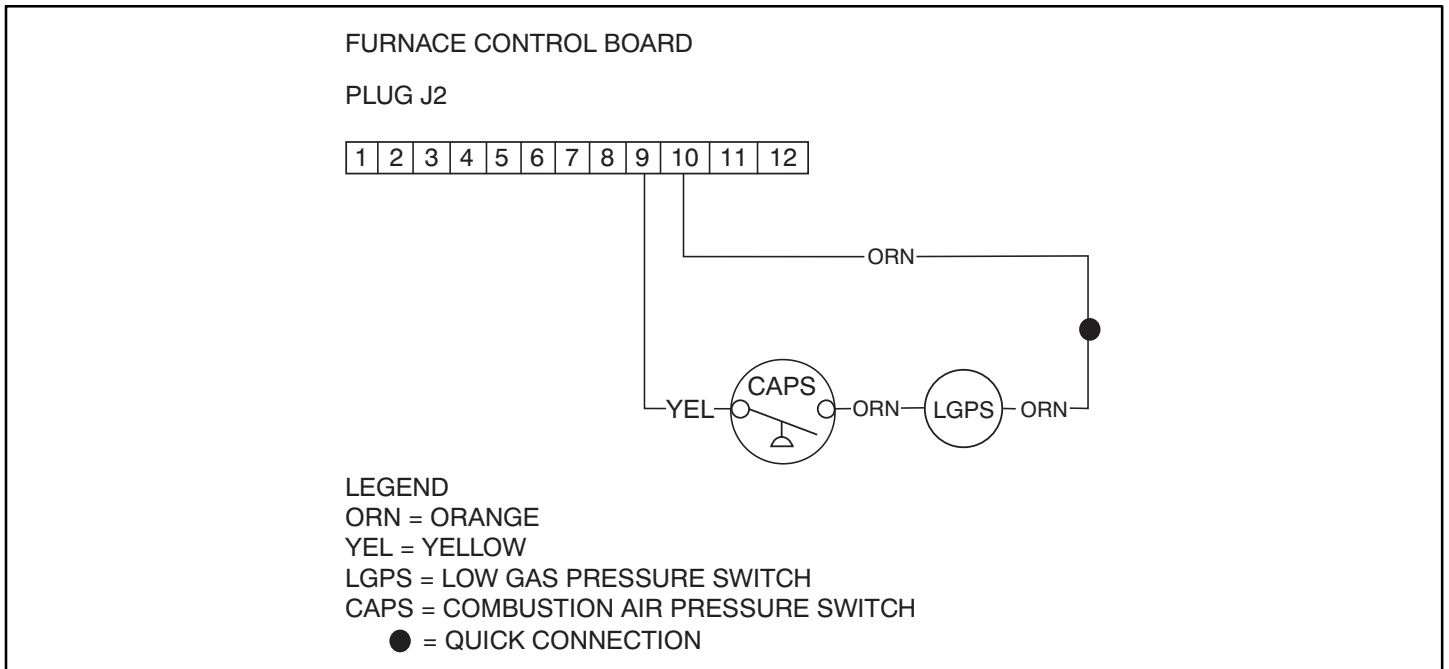 FURNACE CONTROL BOARD
PLUG J2
1 2 3 4 5 6 7 8 9 10 11 12
ORN
CAPS
YEL ORN LGPS ORN
LEGEND
ORN = ORANGE
YEL = YELLOW
LGPS = LOW GAS PRESSURE SWITCH
CAPS = COMBUSTION AIR PRESSURE SWITCH
= QUICK CONNECTION